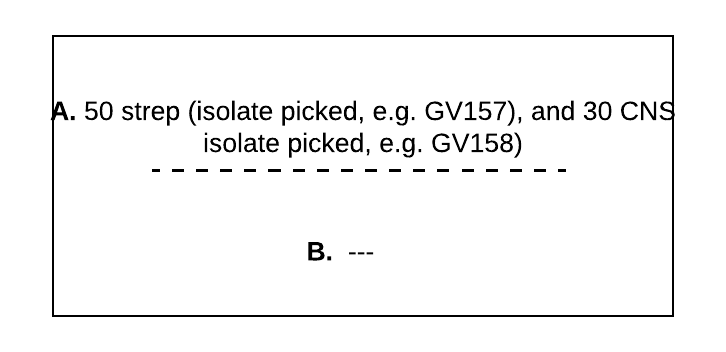 A. 50 strep (isolate picked, e.g. GV157), and 30 CNS
isolate picked, e.g. GV158)
B. ---